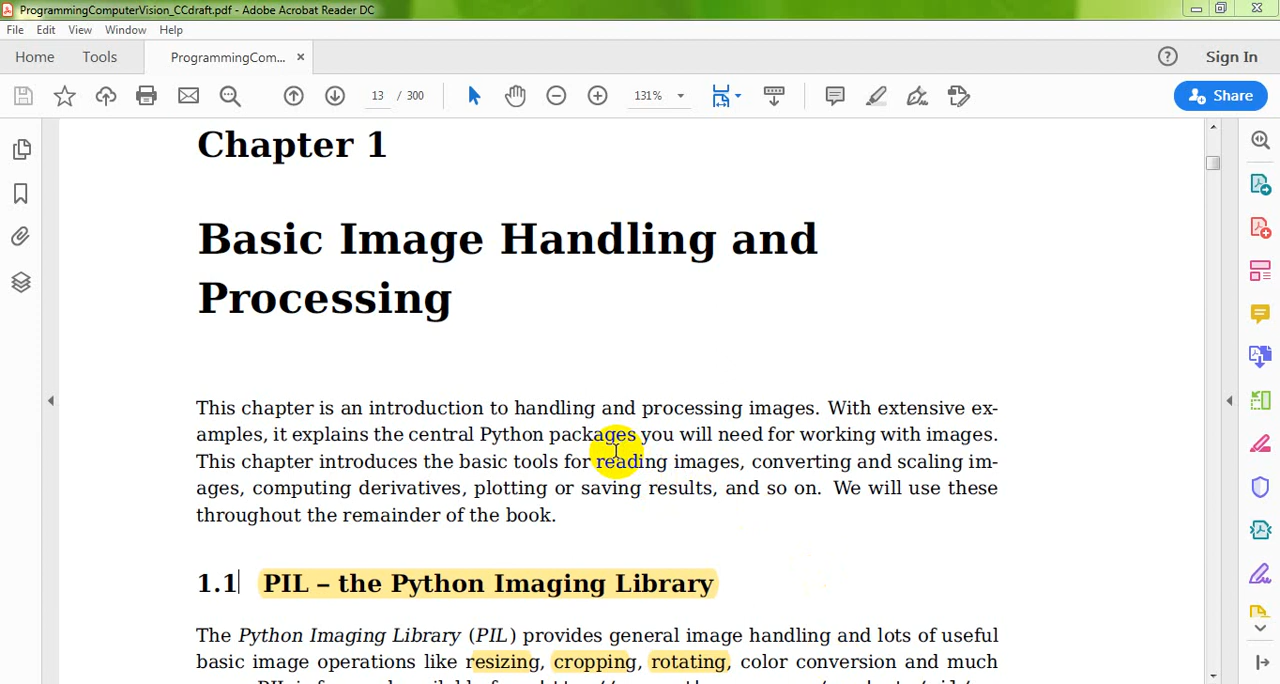 ProgrammingComputerVision_CCdraft.pdf - Adobe Acrobat Reader DC
File Edit View Window Help
Home Tools ProgrammingCom... ×
Sign In
13 / 300 131% Share
Chapter 1
Basic Image Handling and
Processing
This chapter is an introduction to handling and processing images. With extensive ex-
amples, it explains the central Python packages you will need for working with images.
This chapter introduces the basic tools for reading images, converting and scaling im-
ages, computing derivatives, plotting or saving results, and so on. We will use these
throughout the remainder of the book.
1.1 PIL – the Python Imaging Library
The Python Imaging Library (PIL) provides general image handling and lots of useful
basic image operations like resizing, cropping, rotating, color conversion and much